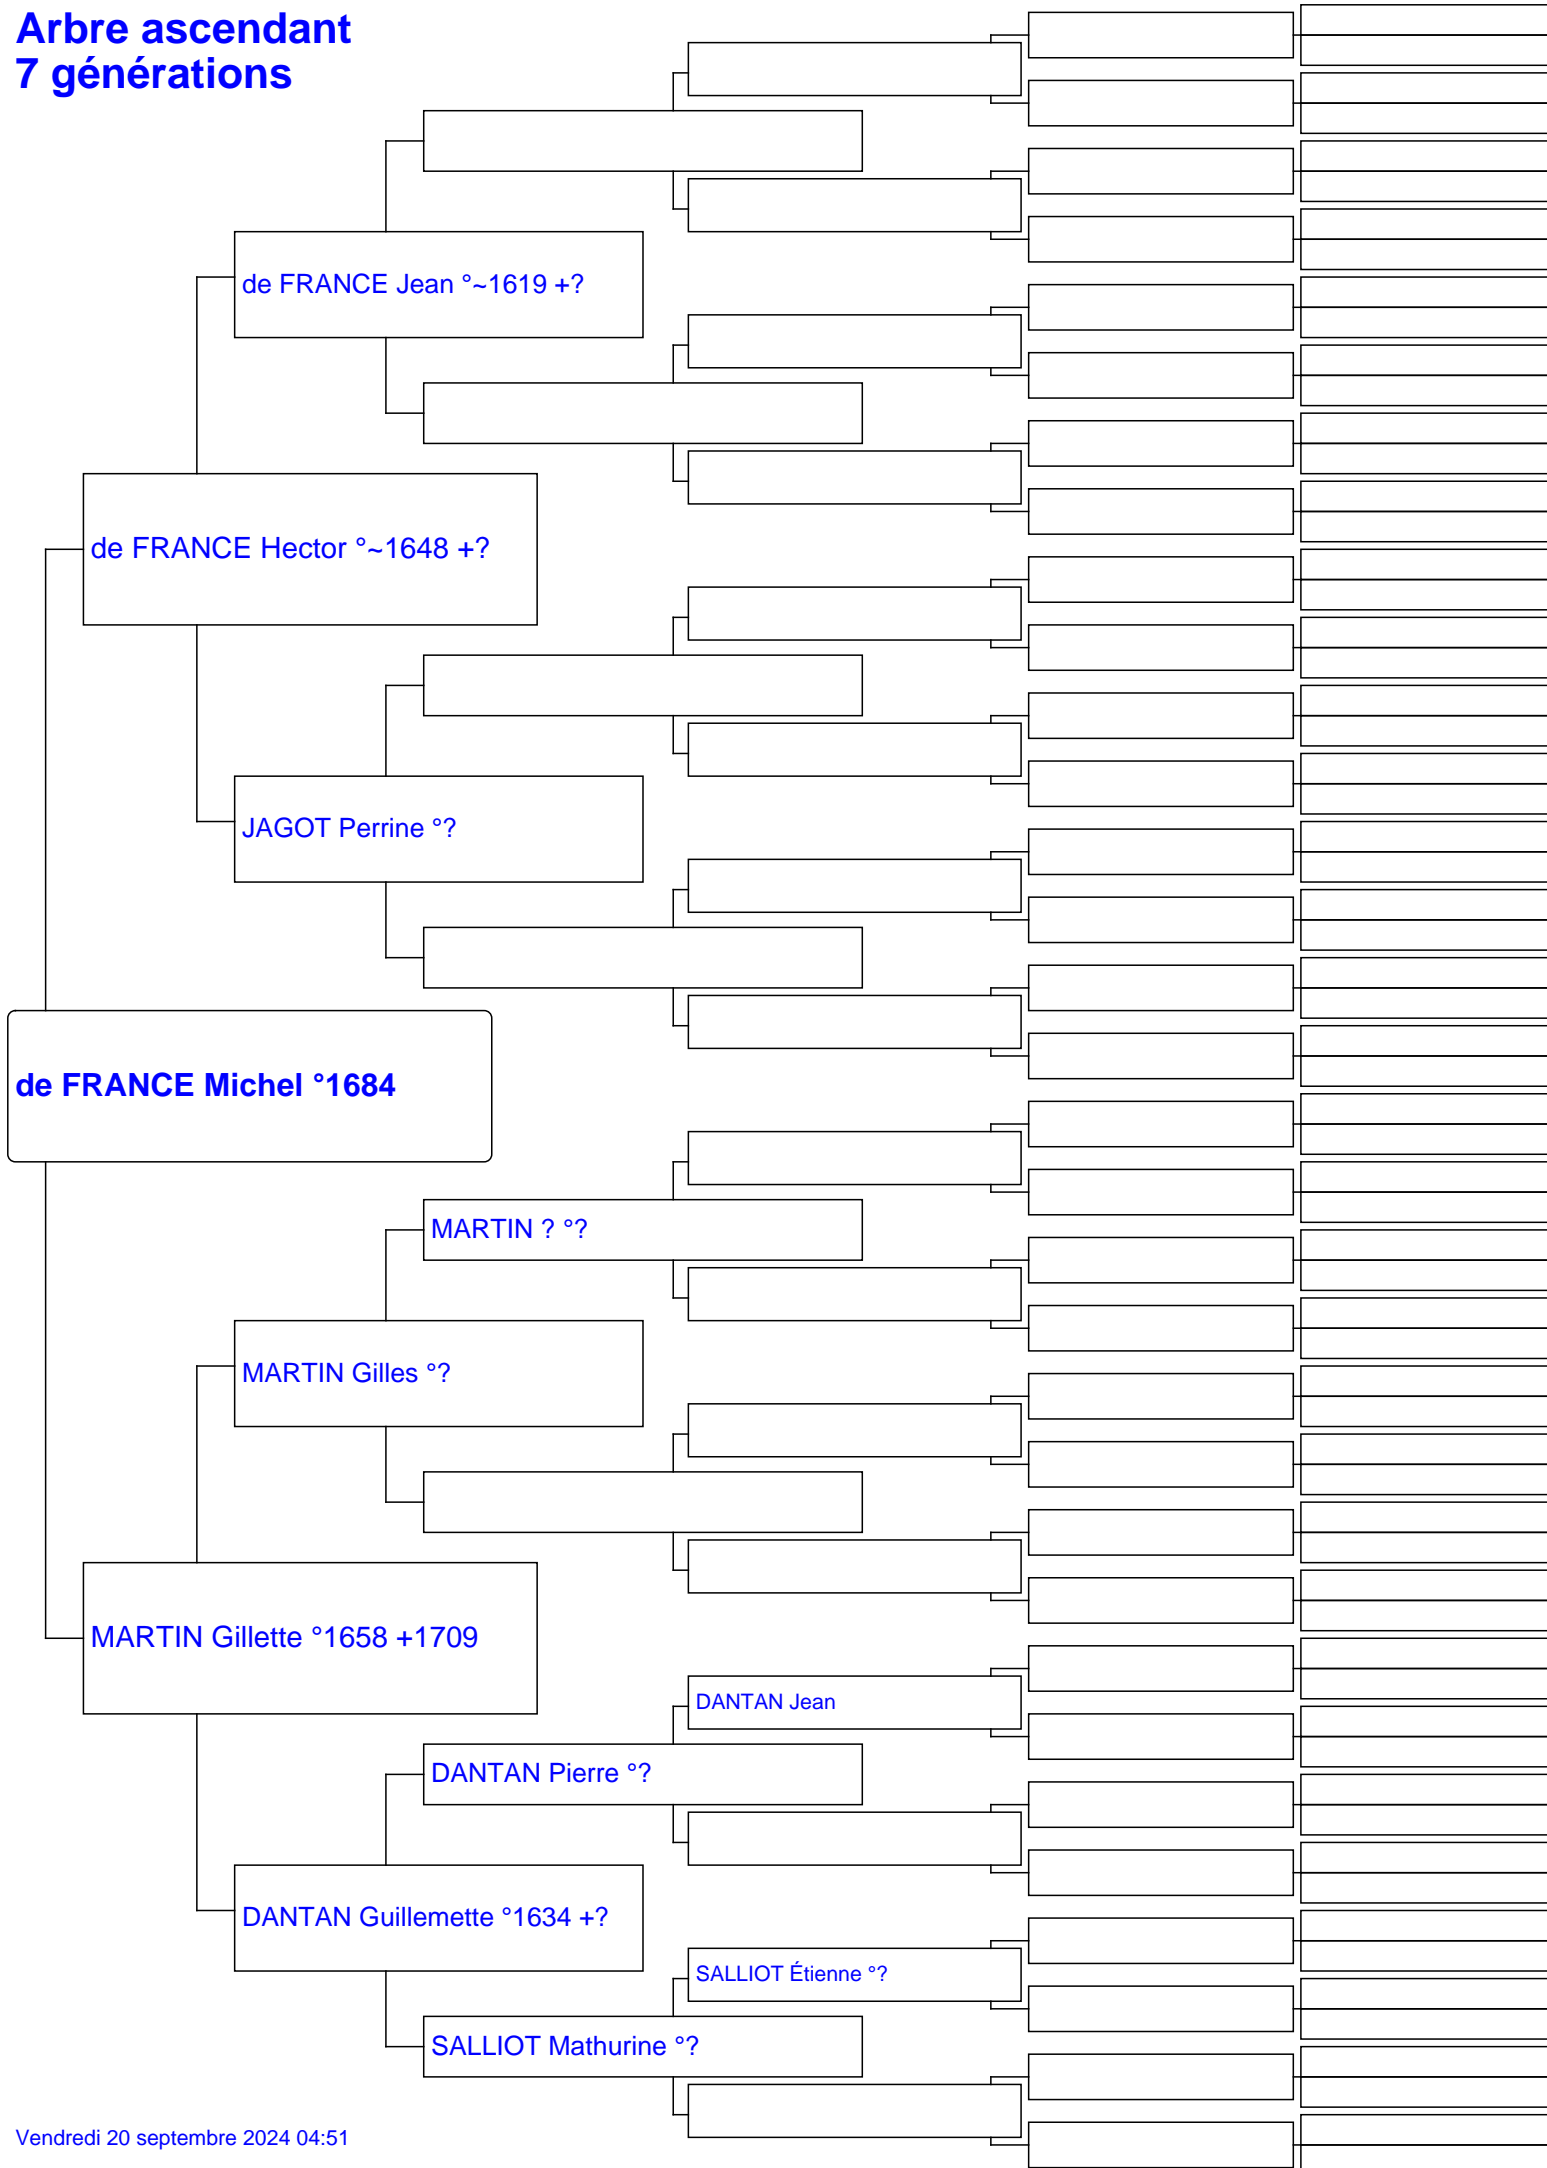 Arbre ascendant
7 générations
de FRANCE Jean °~1619 +?
de FRANCE Hector °~1648 +?
JAGOT Perrine °?
de FRANCE Michel °1684
MARTIN ? °?
MARTIN Gilles °?
MARTIN Gillette °1658 +1709
DANTAN Jean
DANTAN Pierre °?
DANTAN Guillemette °1634 +?
SALLIOT Étienne °?
SALLIOT Mathurine °?
Vendredi 20 septembre 2024 04:51